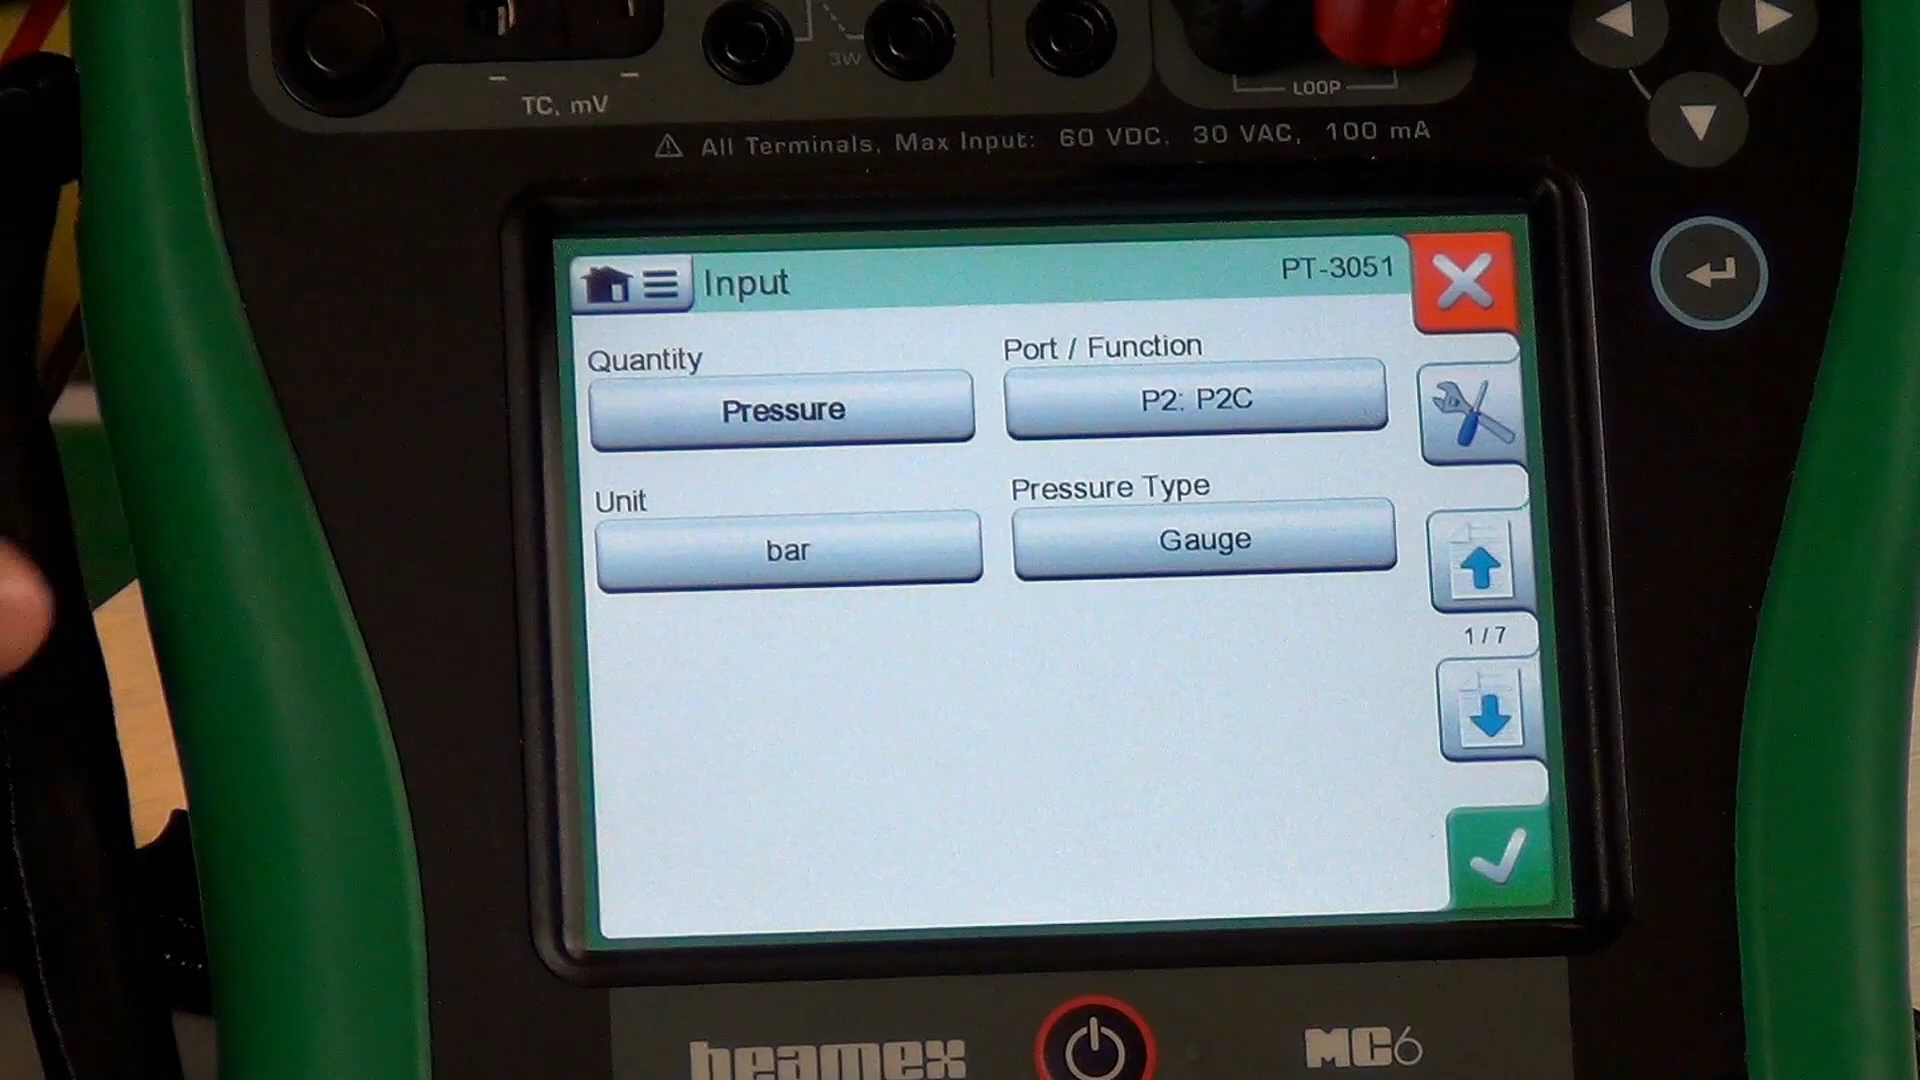 3W
TC, mV
LOOP
⚠ All Terminals, Max Input: 60 VDC, 30 VAC, 100 mA
Input
PT-3051
Quantity
Port / Function
Pressure
P2: P2C
Unit
Pressure Type
bar
Gauge
1 / 7
beamex
MC6